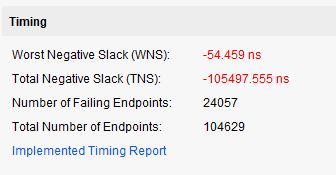 Timing
Worst Negative Slack (WNS): -54.459 ns
Total Negative Slack (TNS): -105497.555 ns
Number of Failing Endpoints: 24057
Total Number of Endpoints: 104629
Implemented Timing Report